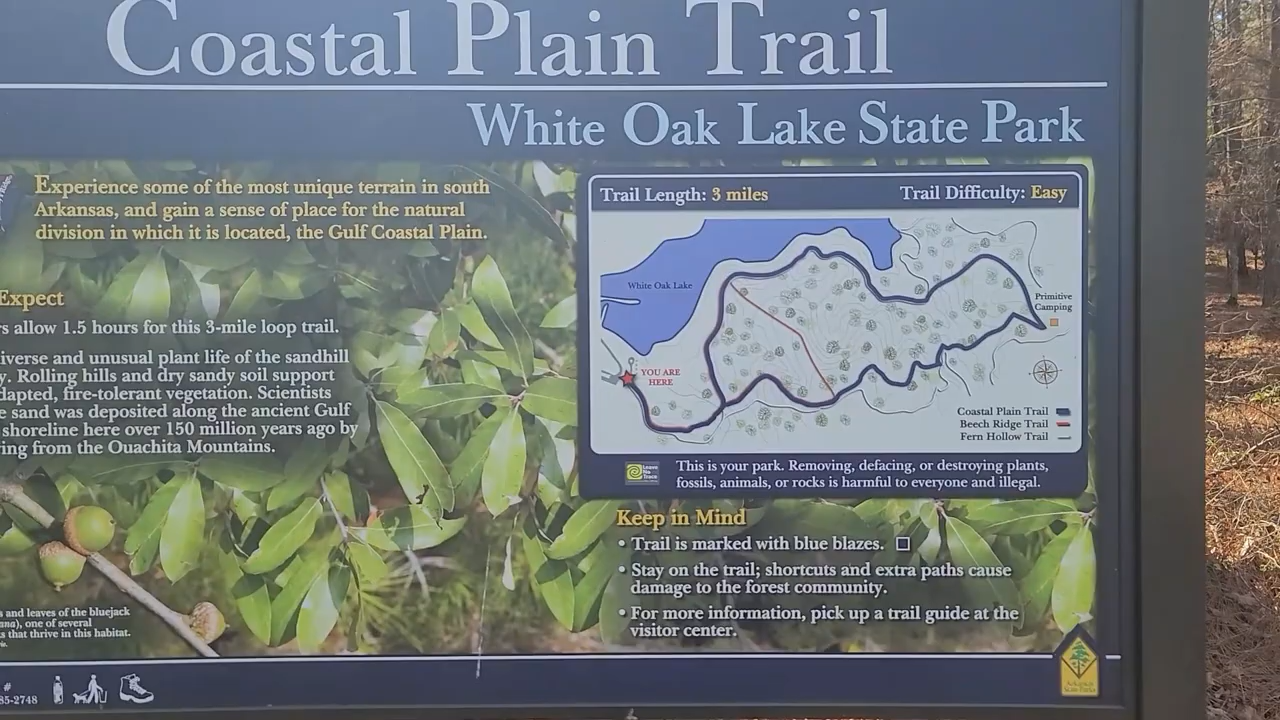 Coastal Plain Trail
White Oak Lake State Park
Experience some of the most unique terrain in south
Arkansas, and gain a sense of place for the natural
division in which it is located, the Gulf Coastal Plain.
Expect
rs allow 1.5 hours for this 3-mile loop trail.
iverse and unusual plant life of the sandhill
y. Rolling hills and dry sandy soil support
dapted, fire-tolerant vegetation. Scientists
e sand was deposited along the ancient Gulf
shoreline here over 150 million years ago by
ing from the Ouachita Mountains.
s and leaves of the bluejack
ana), one of several
s that thrive in this habitat.
#
85-2748
Trail Length: 3 miles
Trail Difficulty: Easy
White Oak Lake
Primitive
Camping
YOU ARE
HERE
Coastal Plain Trail
Beech Ridge Trail
Fern Hollow Trail
Leave
No
Trace
This is your park. Removing, defacing, or destroying plants,
fossils, animals, or rocks is harmful to everyone and illegal.
Keep in Mind
• Trail is marked with blue blazes.
• Stay on the trail; shortcuts and extra paths cause
damage to the forest community.
• For more information, pick up a trail guide at the
visitor center.
Arkansas
State Parks